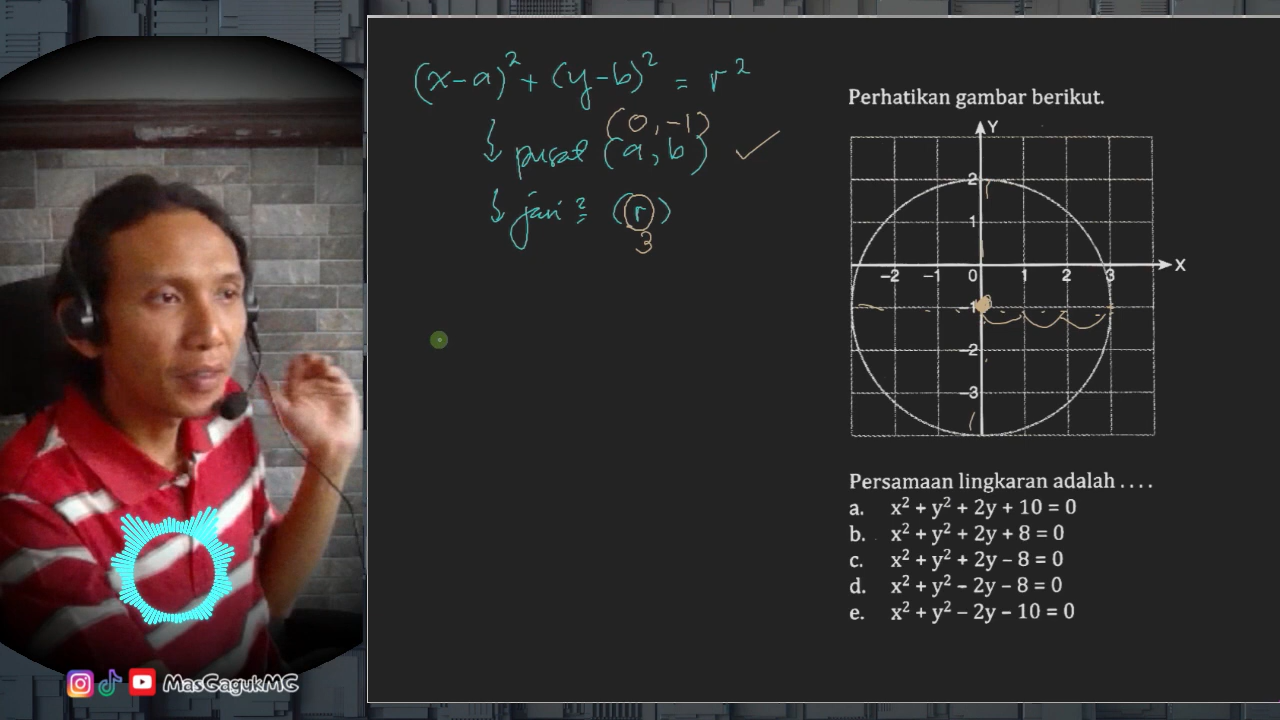 (x-a)² + (y-b)² = r²
(0, -1)
pusat (a, b)
jari ² = (r)
3
Perhatikan gambar berikut.
Y
2
1
-2 -1 0 1 2 3 X
-1
-2
-3
Persamaan lingkaran adalah ....
a. x² + y² + 2y + 10 = 0
b. x² + y² + 2y + 8 = 0
c. x² + y² + 2y – 8 = 0
d. x² + y² – 2y – 8 = 0
e. x² + y² – 2y – 10 = 0
MasGagukMG